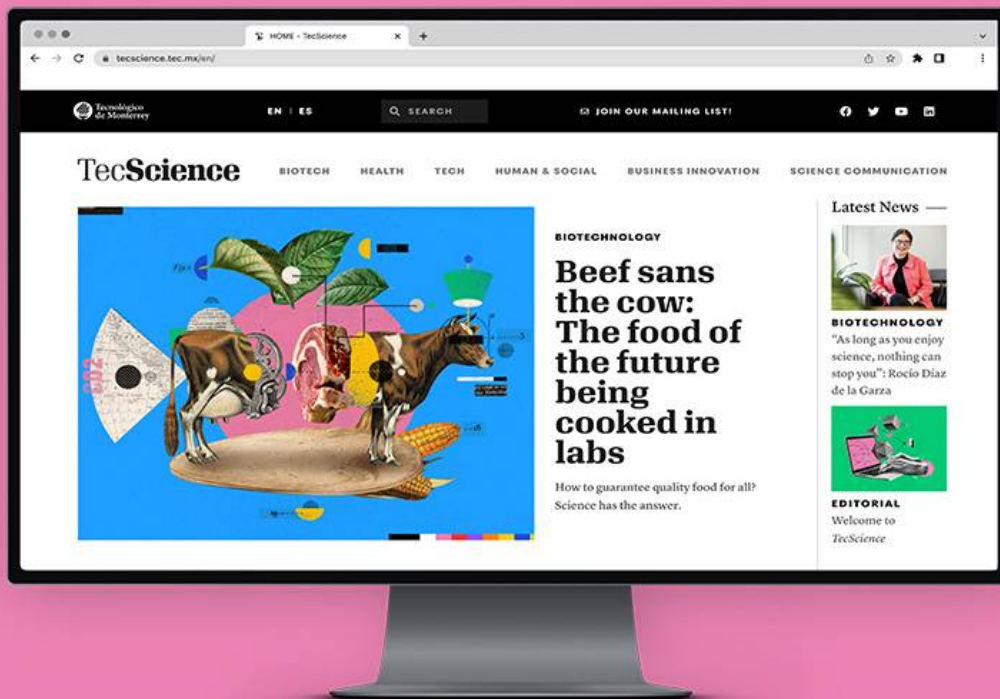 HOME - TecScience
tecscience.tec.mx/en/
Tecnológico
de Monterrey
EN | ES
SEARCH
JOIN OUR MAILING LIST!
TecScience
BIOTECH
HEALTH
TECH
HUMAN & SOCIAL
BUSINESS INNOVATION
SCIENCE COMMUNICATION
BIOTECHNOLOGY
Beef sans
the cow:
The food of
the future
being
cooked in
labs
How to guarantee quality food for all?
Science has the answer.
Latest News
BIOTECHNOLOGY
"As long as you enjoy
science, nothing can
stop you": Rocío Díaz
de la Garza
EDITORIAL
Welcome to
TecScience